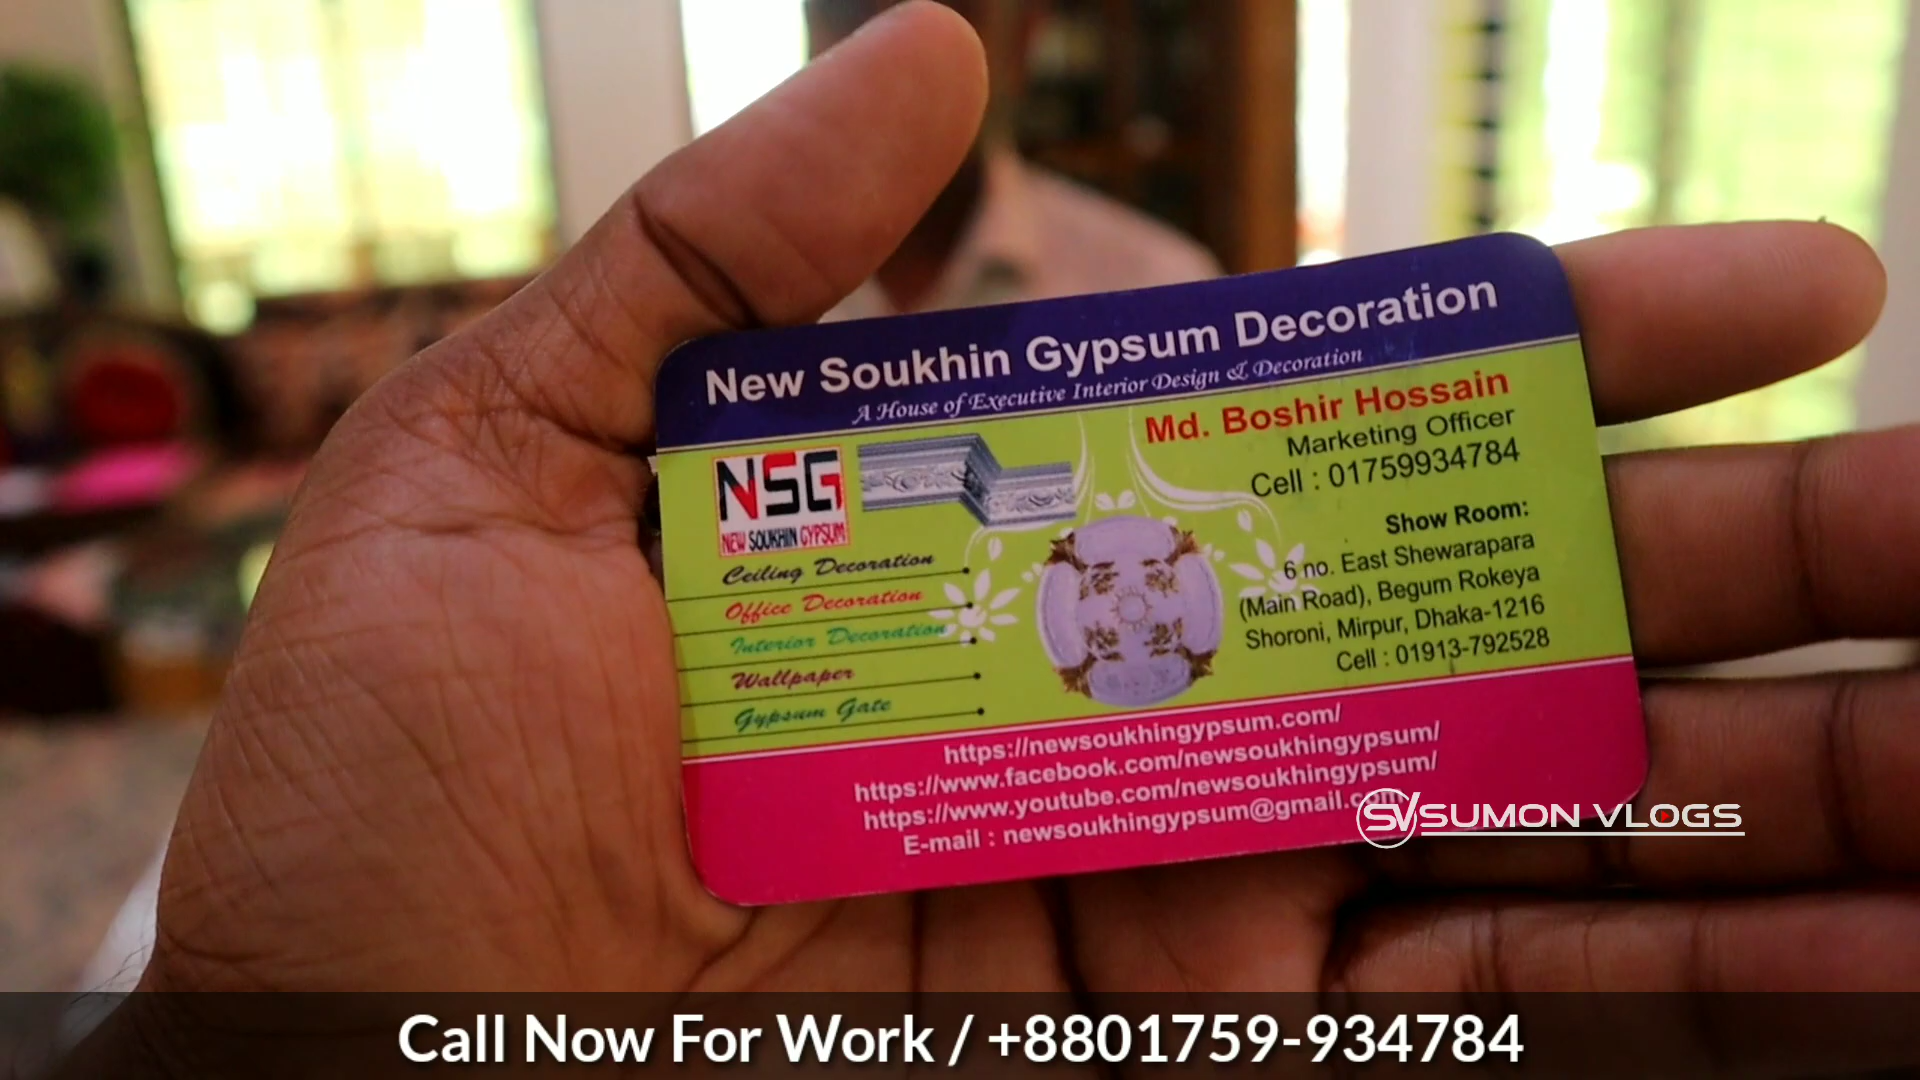 New Soukhin Gypsum Decoration
A House of Executive Interior Design & Decoration
NSG
NEW SOUKHIN GYPSUM
Ceiling Decoration
Office Decoration
Interior Decoration
Wallpaper
Gypsum Gate
Md. Boshir Hossain
Marketing Officer
Cell : 01759934784
Show Room:
6 no. East Shewarapara
(Main Road), Begum Rokeya
Shoroni, Mirpur, Dhaka-1216
Cell : 01913-792528
https://newsoukhingypsum.com/
https://www.facebook.com/newsoukhingypsum/
https://www.youtube.com/newsoukhingypsum/
E-mail : newsoukhingypsum@gmail.com
SV SUMON VLOGS
Call Now For Work / +8801759-934784